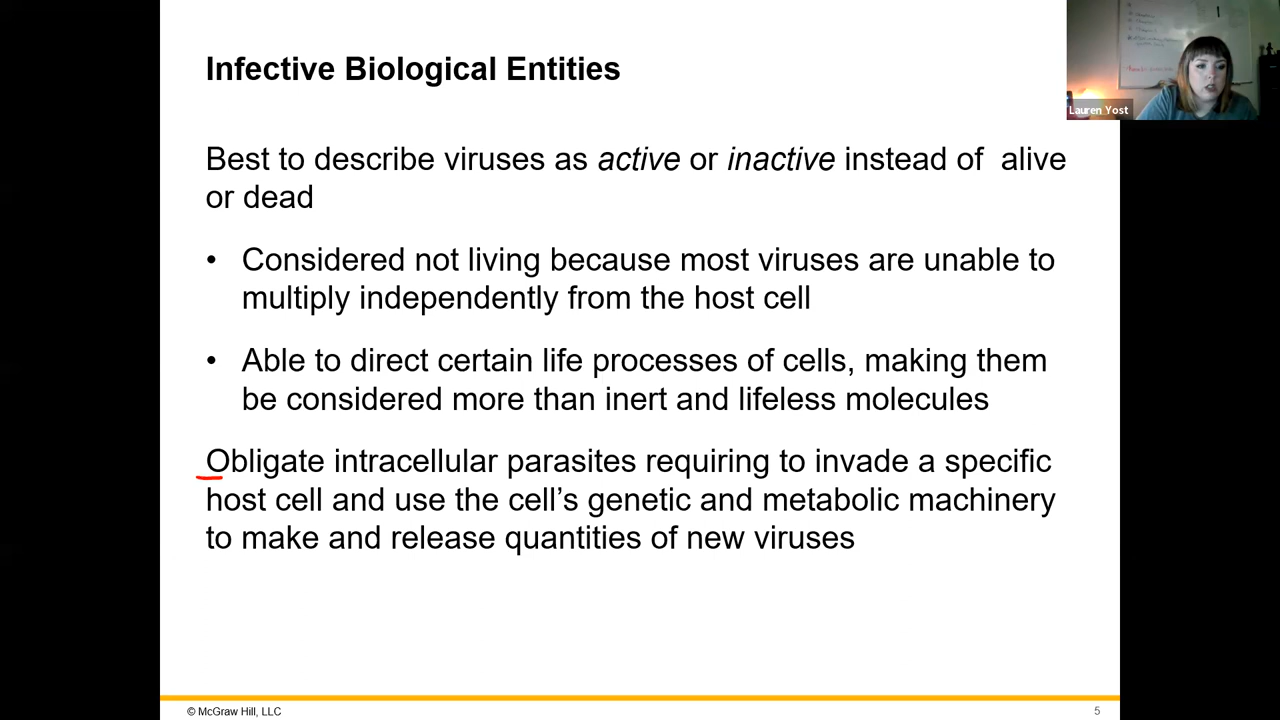 Infective Biological Entities
Lauren Yost
Best to describe viruses as active or inactive instead of  alive
or dead
• Considered not living because most viruses are unable to
multiply independently from the host cell
• Able to direct certain life processes of cells, making them
be considered more than inert and lifeless molecules
Obligate intracellular parasites requiring to invade a specific
host cell and use the cell’s genetic and metabolic machinery
to make and release quantities of new viruses
© McGraw Hill, LLC
5